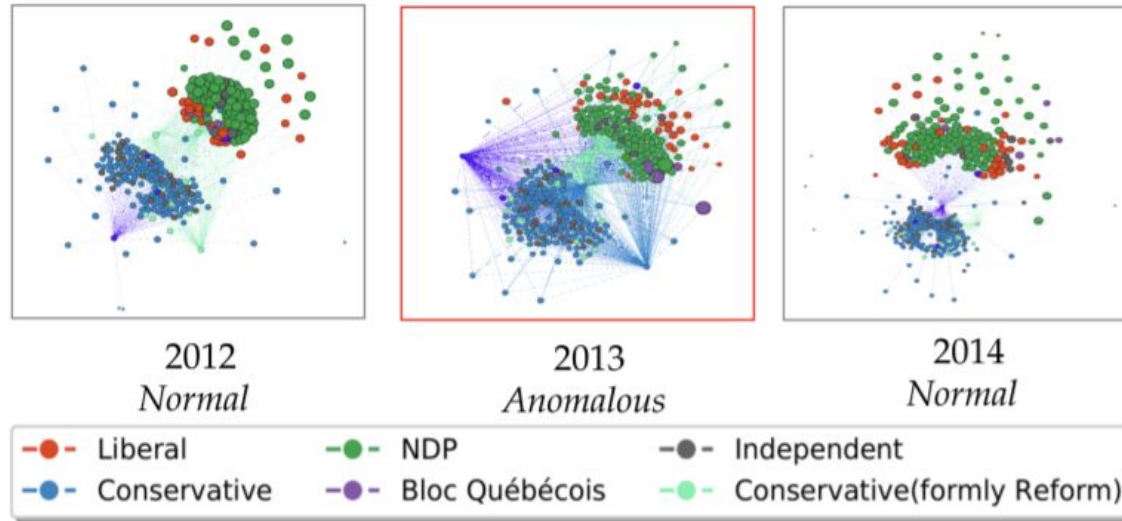 2012 2013 2014
Normal Anomalous Normal
Liberal NDP Independent
Conservative Bloc Québécois Conservative(formly Reform)